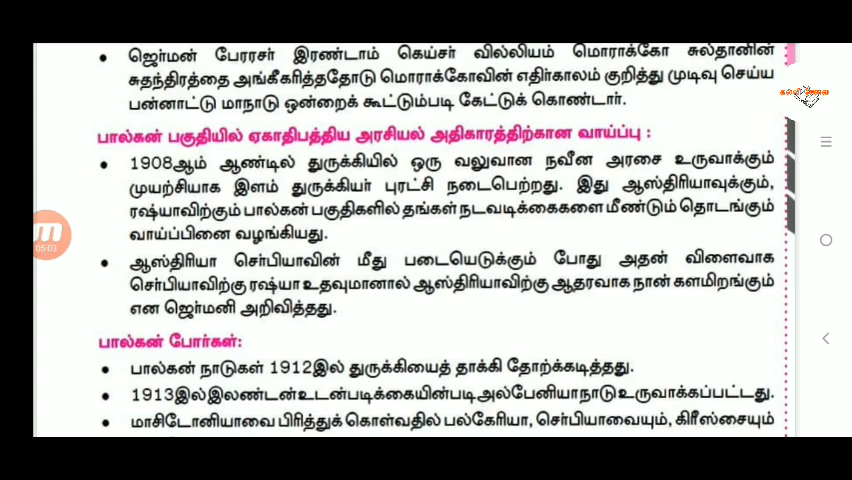 ஜெர்மன் பேரரசர் இரண்டாம் கெய்சர் வில்லியம் மொராக்கோ சுல்தானின்
சுதந்திரத்தை அங்கீகரித்ததோடு மொராக்கோவின் எதிர்காலம் குறித்து முடிவு செய்ய
பன்னாட்டு மாநாடு ஒன்றைக் கூட்டும்படி கேட்டுக் கொண்டார்.
பால்கன் பகுதியில் ஏகாதிபத்திய அரசியல் அதிகாரத்திற்கான வாய்ப்பு :
1908ஆம் ஆண்டில் துருக்கியில் ஒரு வலுவான நவீன அரசை உருவாக்கும்
முயற்சியாக இளம் துருக்கியர் புரட்சி நடைபெற்றது. இது ஆஸ்திரியாவுக்கும்,
ரஷ்யாவிற்கும் பால்கன் பகுதிகளில் தங்கள் நடவடிக்கைகளை மீண்டும் தொடங்கும்
வாய்ப்பினை வழங்கியது.
05:03
ஆஸ்திரியா செர்பியாவின் மீது படையெடுக்கும் போது அதன் விளைவாக
செர்பியாவிற்கு ரஷ்யா உதவுமானால் ஆஸ்திரியாவிற்கு ஆதரவாக நான் களமிறங்கும்
என ஜெர்மனி அறிவித்தது.
பால்கன் போர்கள்:
பால்கன் நாடுகள் 1912இல் துருக்கியைத் தாக்கி தோற்கடித்தது.
1913இல் இலண்டன் உடன்படிக்கையின்படி அல்பேனியா நாடு உருவாக்கப்பட்டது.
மாசிடோனியாவை பிரித்துக் கொள்வதில் பல்கேரியா, செர்பியாவையும், கிரீஸ்சையும்